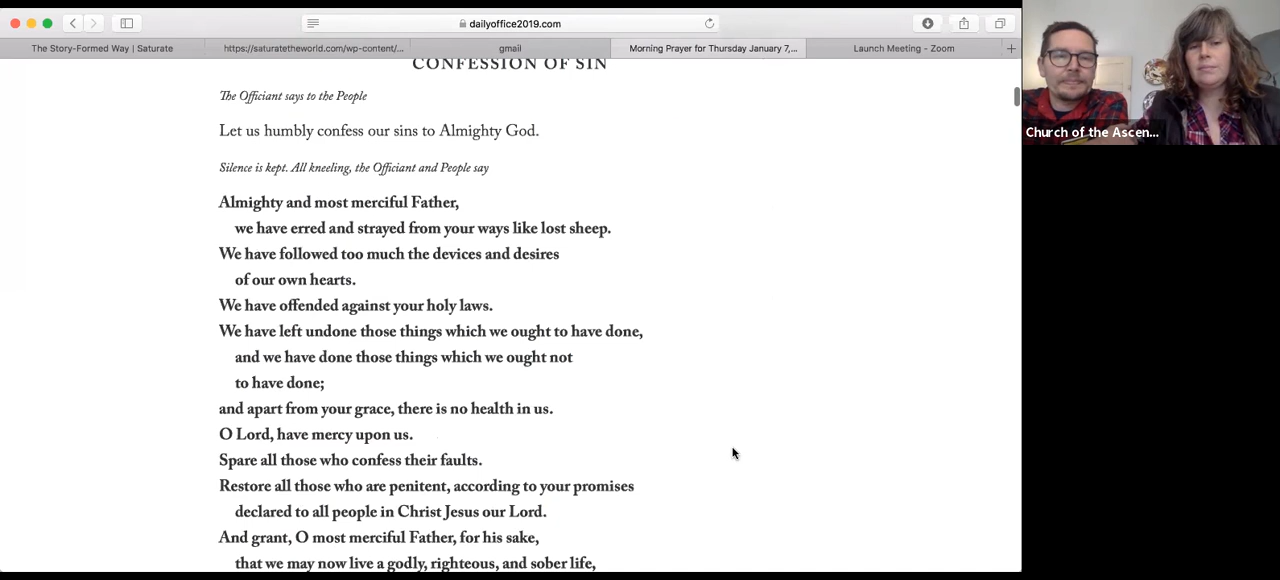 dailyoffice2019.com
The Story-Formed Way | Saturate
https://saturatetheworld.com/wp-content/...
gmail
Morning Prayer for Thursday January 7,...
Launch Meeting - Zoom
CONFESSION OF SIN
The Officiant says to the People
Let us humbly confess our sins to Almighty God.
Silence is kept. All kneeling, the Officiant and People say
Almighty and most merciful Father,
we have erred and strayed from your ways like lost sheep.
We have followed too much the devices and desires
of our own hearts.
We have offended against your holy laws.
We have left undone those things which we ought to have done,
and we have done those things which we ought not
to have done;
and apart from your grace, there is no health in us.
O Lord, have mercy upon us.
Spare all those who confess their faults.
Restore all those who are penitent, according to your promises
declared to all people in Christ Jesus our Lord.
And grant, O most merciful Father, for his sake,
that we may now live a godly, righteous, and sober life,
Church of the Ascen...